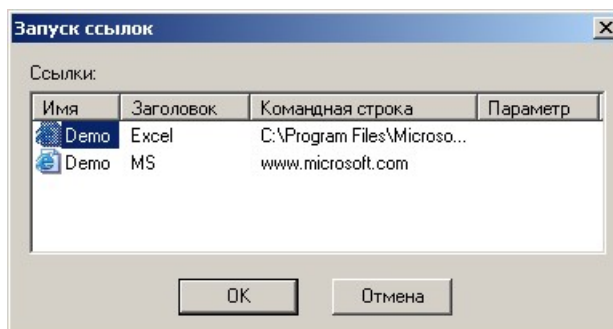 Запуск ссылок
Ссылки:
Имя Заголовок Командная строка Параметр
Demo Excel C:\Program Files\Microso...
Demo MS www.microsoft.com
OK Отмена